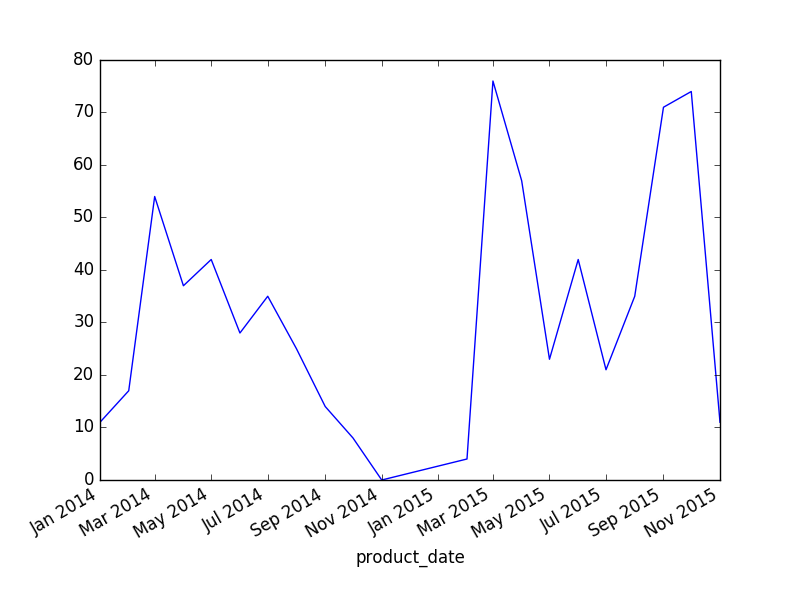 80
70
60
50
40
30
20
10
0
Jan 2014
Mar 2014
May 2014
Jul 2014
Sep 2014
Nov 2014
Jan 2015
Mar 2015
May 2015
Jul 2015
Sep 2015
Nov 2015
product_date